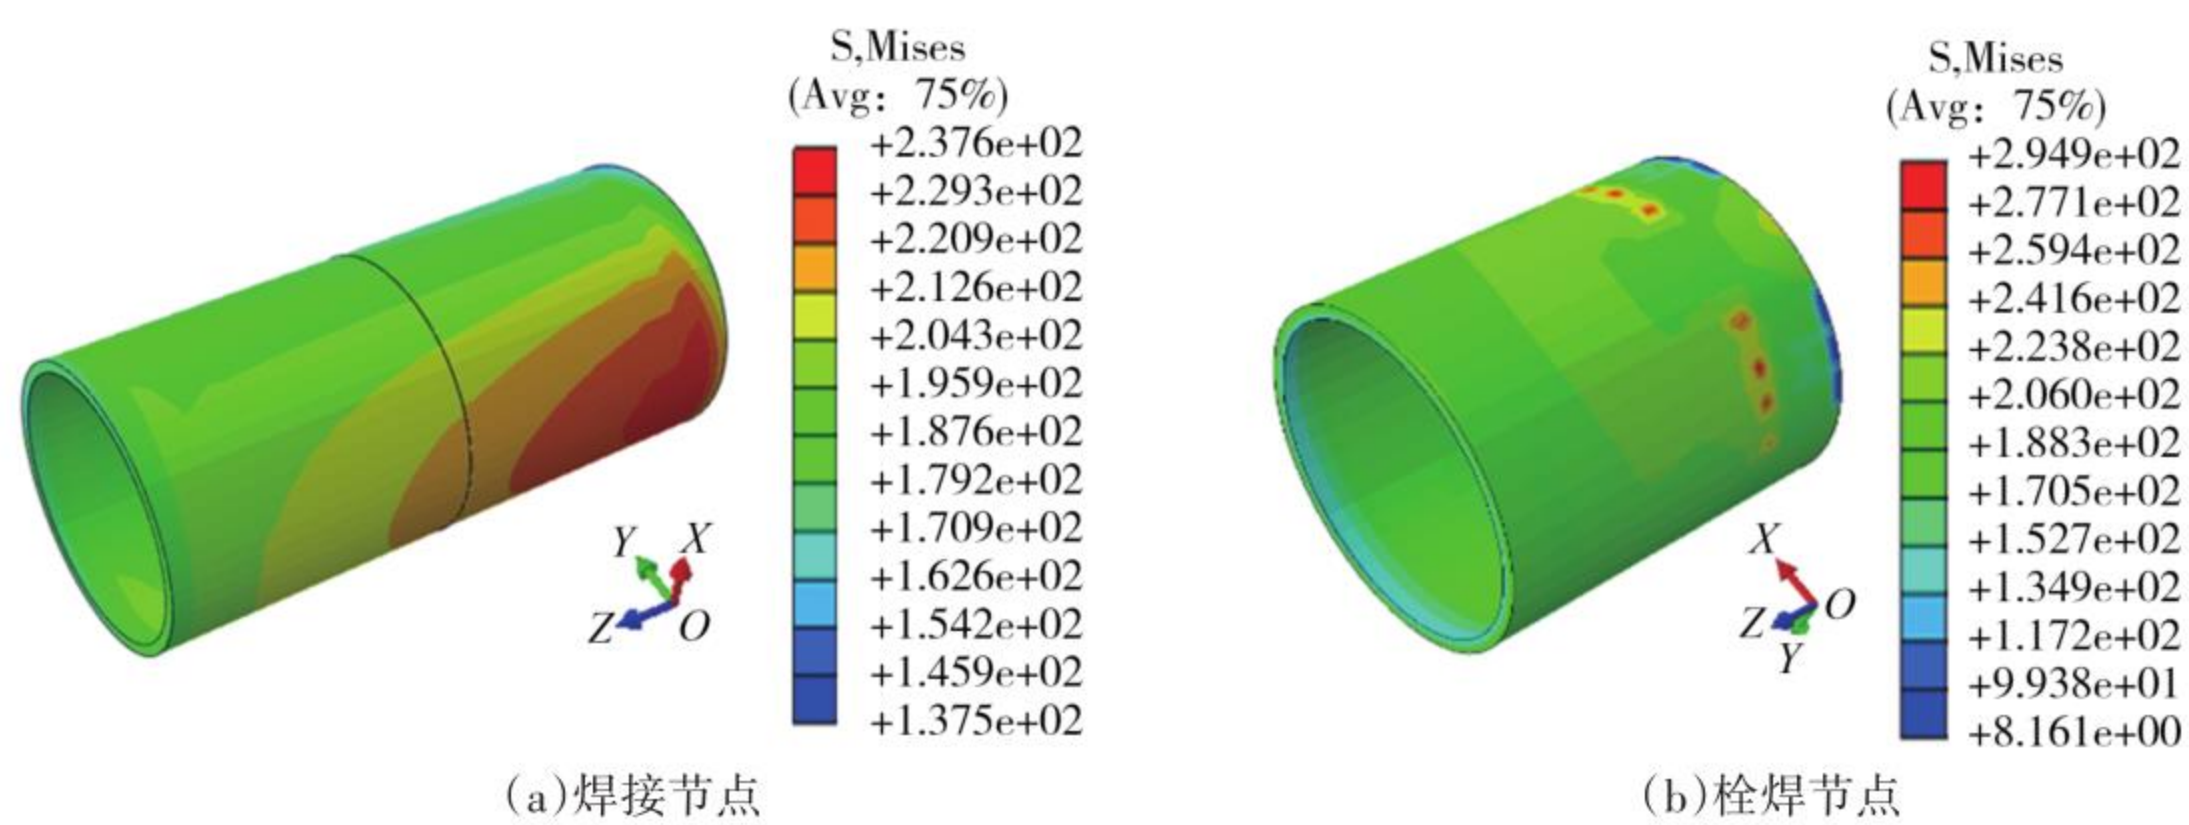 S,Mises
(Avg: 75%)
+2.376e+02
+2.293e+02
+2.209e+02
+2.126e+02
+2.043e+02
+1.959e+02
+1.876e+02
+1.792e+02
+1.709e+02
+1.626e+02
+1.542e+02
+1.459e+02
+1.375e+02
Y
X
Z
O
(a)焊接节点
S,Mises
(Avg: 75%)
+2.949e+02
+2.771e+02
+2.594e+02
+2.416e+02
+2.238e+02
+2.060e+02
+1.883e+02
+1.705e+02
+1.527e+02
+1.349e+02
+1.172e+02
+9.938e+01
+8.161e+00
X
O
Z
Y
(b)栓焊节点